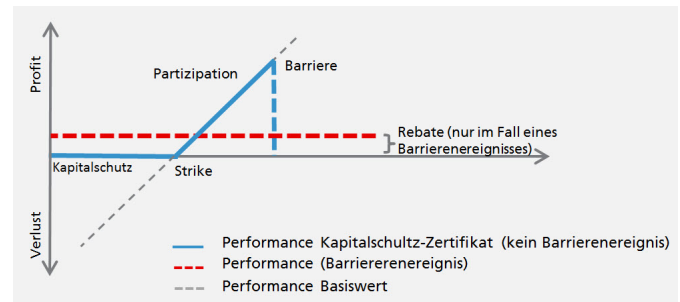 Profit
Partizipation
Barriere
Rebate (nur im Fall eines
Barrierenereignisses)
Kapitalschutz
Strike
Verlust
Performance Kapitalschultz-Zertifikat (kein Barrierenereignis)
Performance (Barriererenereignis)
Performance Basiswert